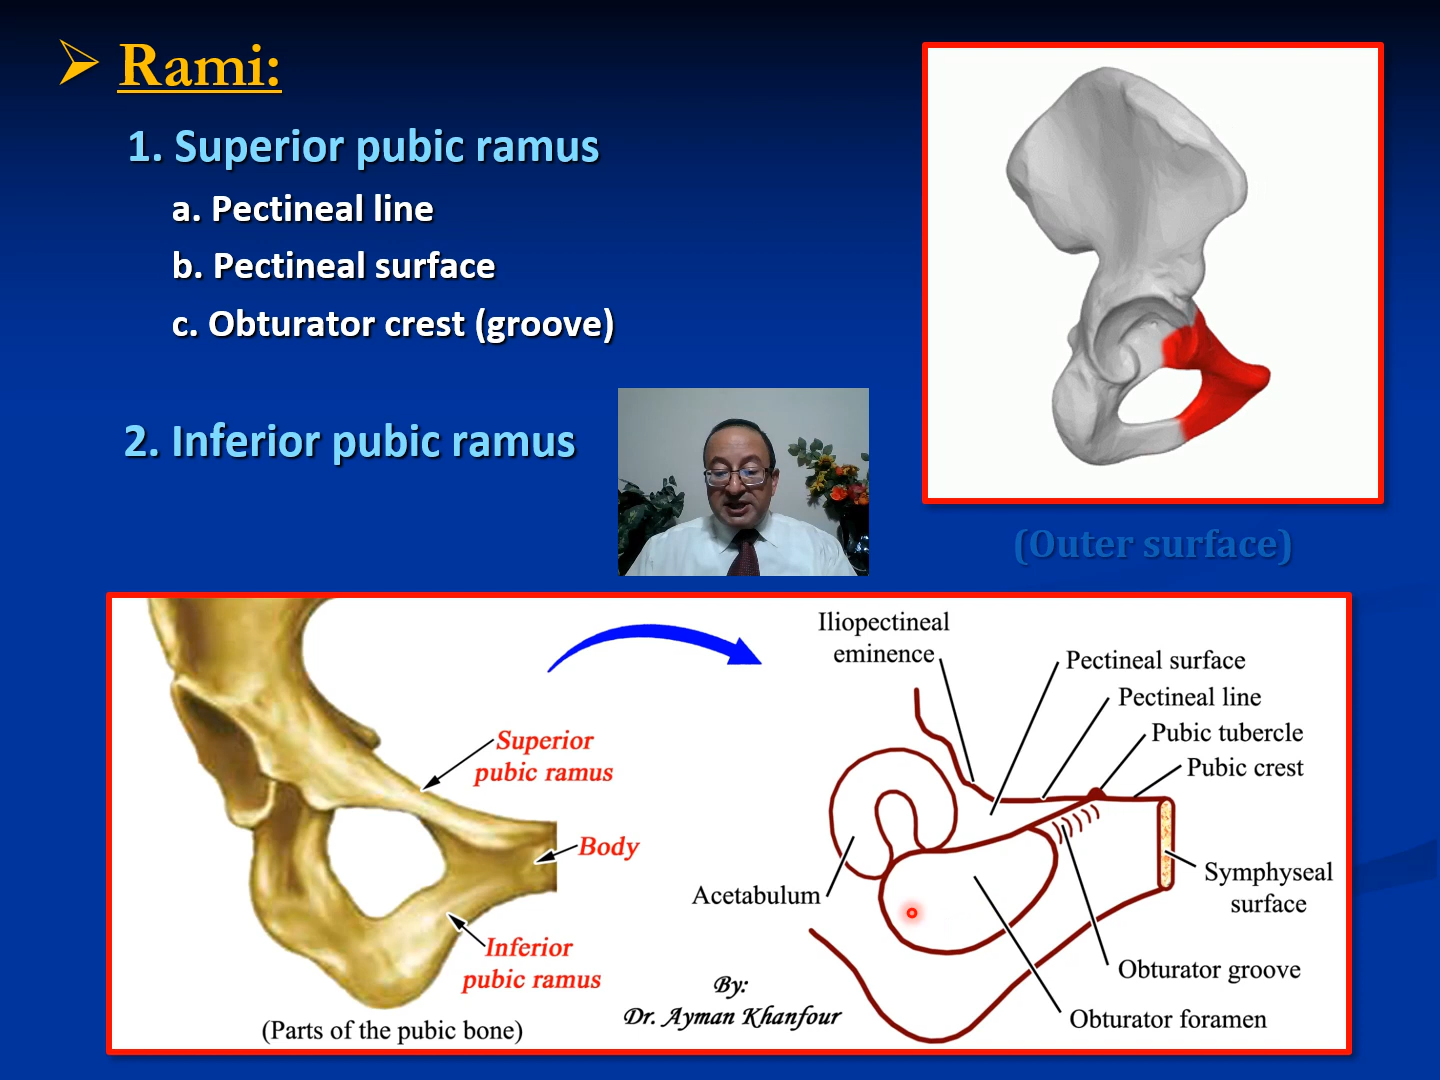 Rami:
1. Superior pubic ramus
a. Pectineal line
b. Pectineal surface
c. Obturator crest (groove)
2. Inferior pubic ramus
(Outer surface)
Superior
pubic ramus
Body
Inferior
pubic ramus
(Parts of the pubic bone)
Iliopectineal
eminence
Pectineal surface
Pectineal line
Pubic tubercle
Pubic crest
Acetabulum
Symphyseal
surface
Obturator groove
Obturator foramen
By:
Dr. Ayman Khanfour